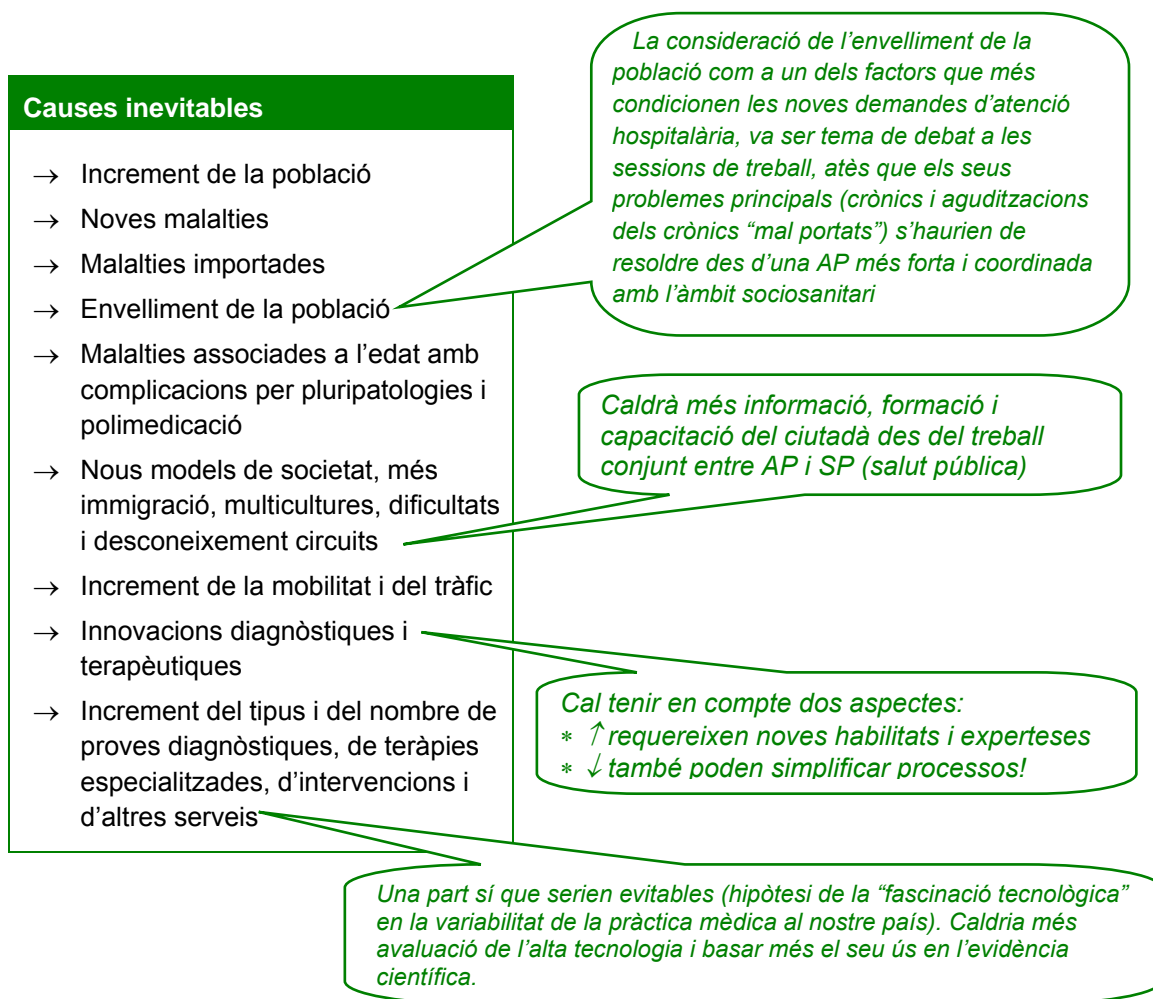 Causes inevitables
→ Increment de la població
→ Noves malalties
→ Malalties importades
→ Envelliment de la població
→ Malalties associades a l’edat amb
complicacions per pluripatologies i
polimedicació
→ Nous models de societat, més
immigració, multicultures, dificultats
i desconeixement circuits
→ Increment de la mobilitat i del tràfic
→ Innovacions diagnòstiques i
terapèutiques
→ Increment del tipus i del nombre de
proves diagnòstiques, de teràpies
especialitzades, d’intervencions i
d’altres serveis
La consideració de l’envelliment de la
població com a un dels factors que més
condicionen les noves demandes d’atenció
hospitalària, va ser tema de debat a les
sessions de treball, atès que els seus
problemes principals (crònics i aguditzacions
dels crònics “mal portats”) s’haurien de
resoldre des d’una AP més forta i coordinada
amb l’àmbit sociosanitari
Caldrà més informació, formació i
capacitació del ciutadà des del treball
conjunt entre AP i SP (salut pública)
Cal tenir en compte dos aspectes:
* ↑ requereixen noves habilitats i experteses
* ↓ també poden simplificar processos!
Una part sí que serien evitables (hipòtesi de la “fascinació tecnològica”
en la variabilitat de la pràctica mèdica al nostre país). Caldria més
avaluació de l’alta tecnologia i basar més el seu ús en l’evidència
científica.